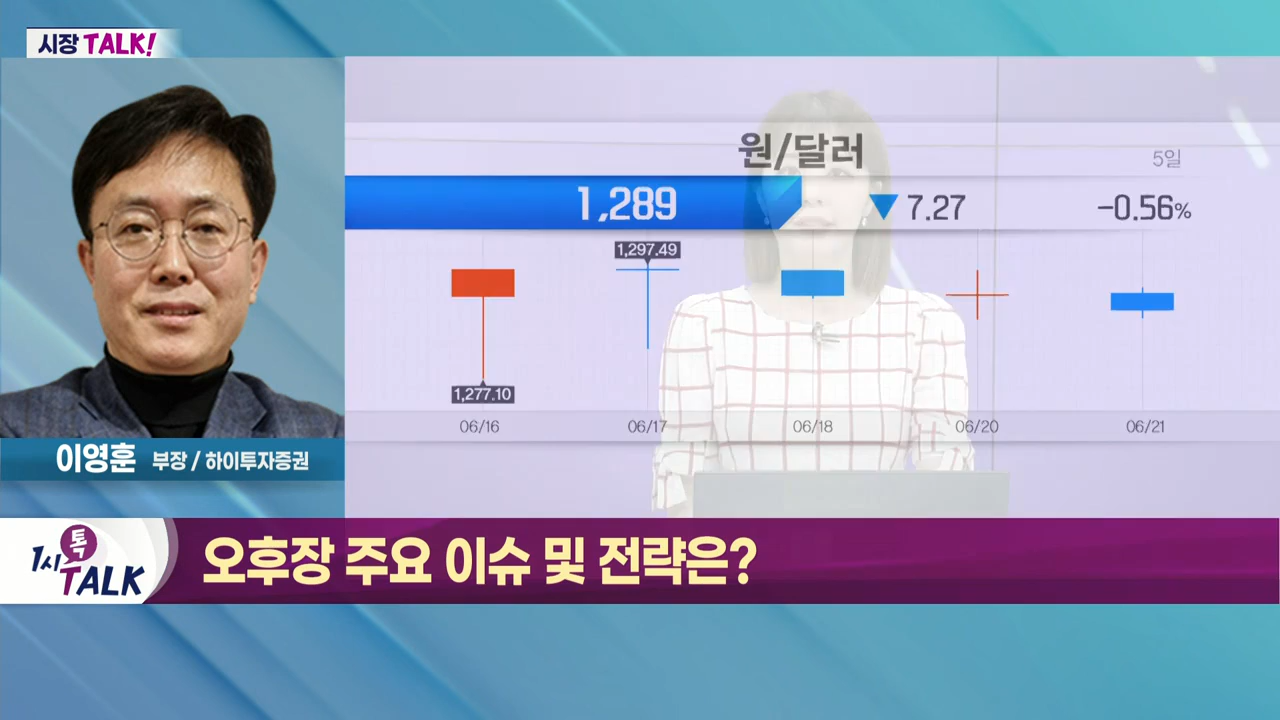 시장 TALK!
원/달러
5일
1,289
▼ 7.27
-0.56%
1,297.49
1,277.10
06/16
06/17
06/18
06/20
06/21
이영훈 부장 / 하이투자증권
1시 톡 TALK
오후장 주요 이슈 및 전략은?